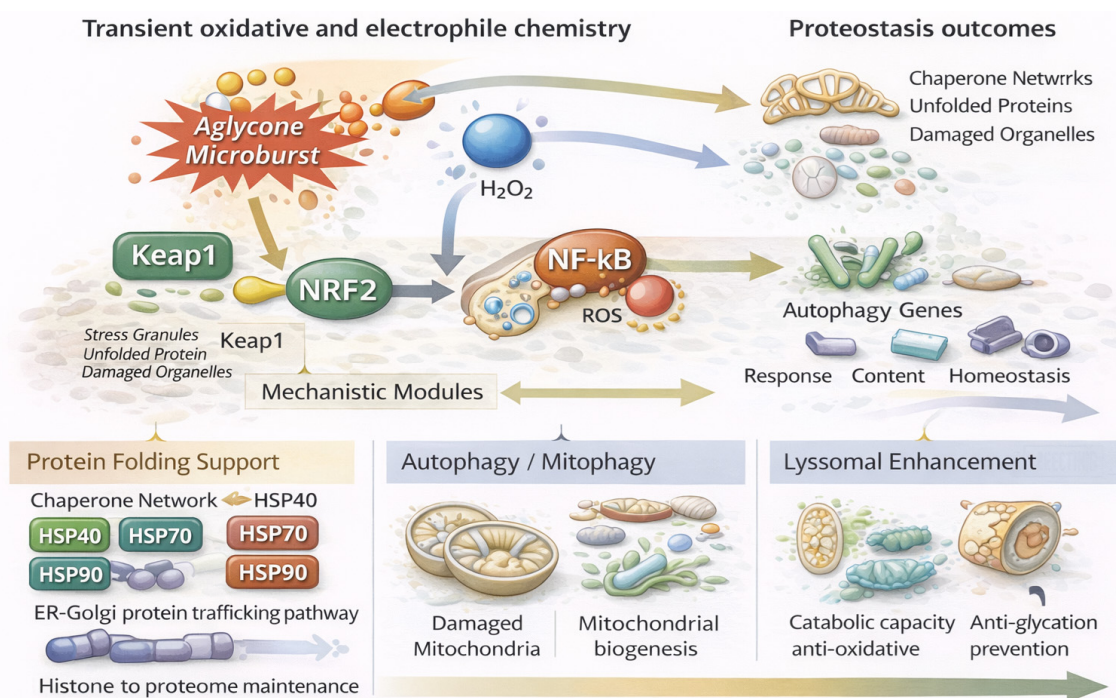 Transient oxidative and electrophile chemistry
Proteostasis outcomes
Aglycone
Microburst
H₂O₂
Chaperone Netwrrks
Unfolded Proteins
Damaged Organelles
Keap1
NRF2
NF-kB
ROS
Autophagy Genes
Stress Granules
Unfolded Protein
Damaged Organelles
Keap1
Mechanistic Modules
Response Content Homeostasis
Protein Folding Support
Chaperone Network HSP40
HSP40 HSP70 HSP70
HSP90 HSP90
ER-Golgi protein trafficking pathway
Histone to proteome maintenance
Autophagy / Mitophagy
Damaged
Mitochondria
Mitochondrial
biogenesis
Lyssomal Enhancement
Catabolic capacity
anti-oxidative
Anti-glycation
prevention